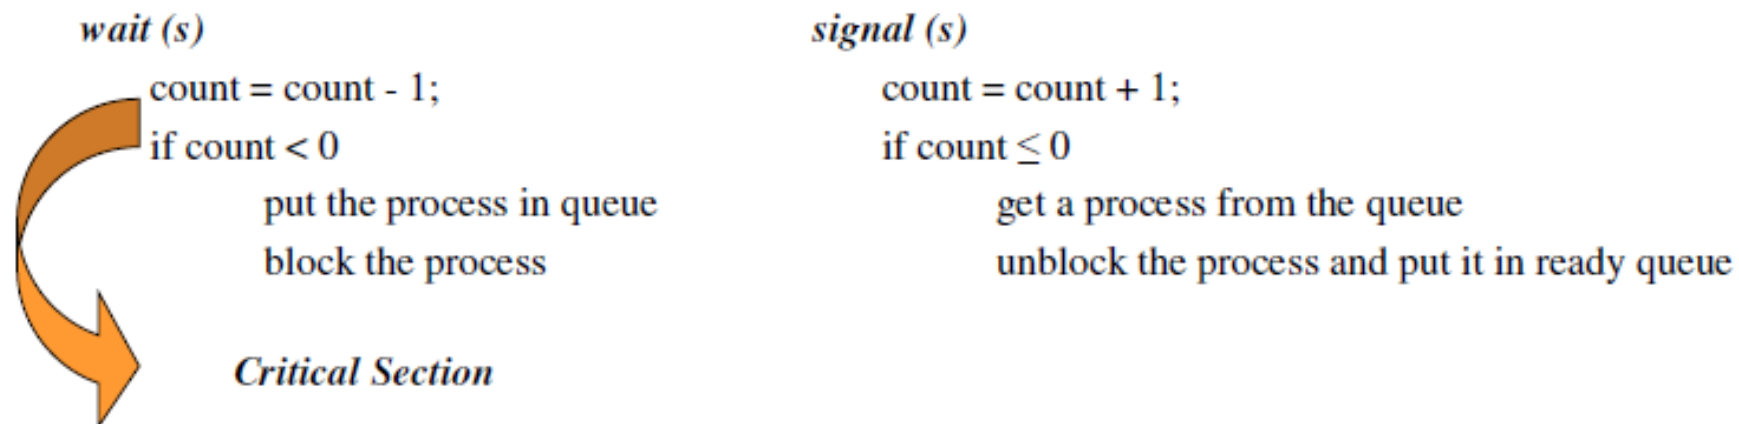 wait (s)
count = count - 1;
if count < 0
put the process in queue
block the process
Critical Section
signal (s)
count = count + 1;
if count ≤ 0
get a process from the queue
unblock the process and put it in ready queue